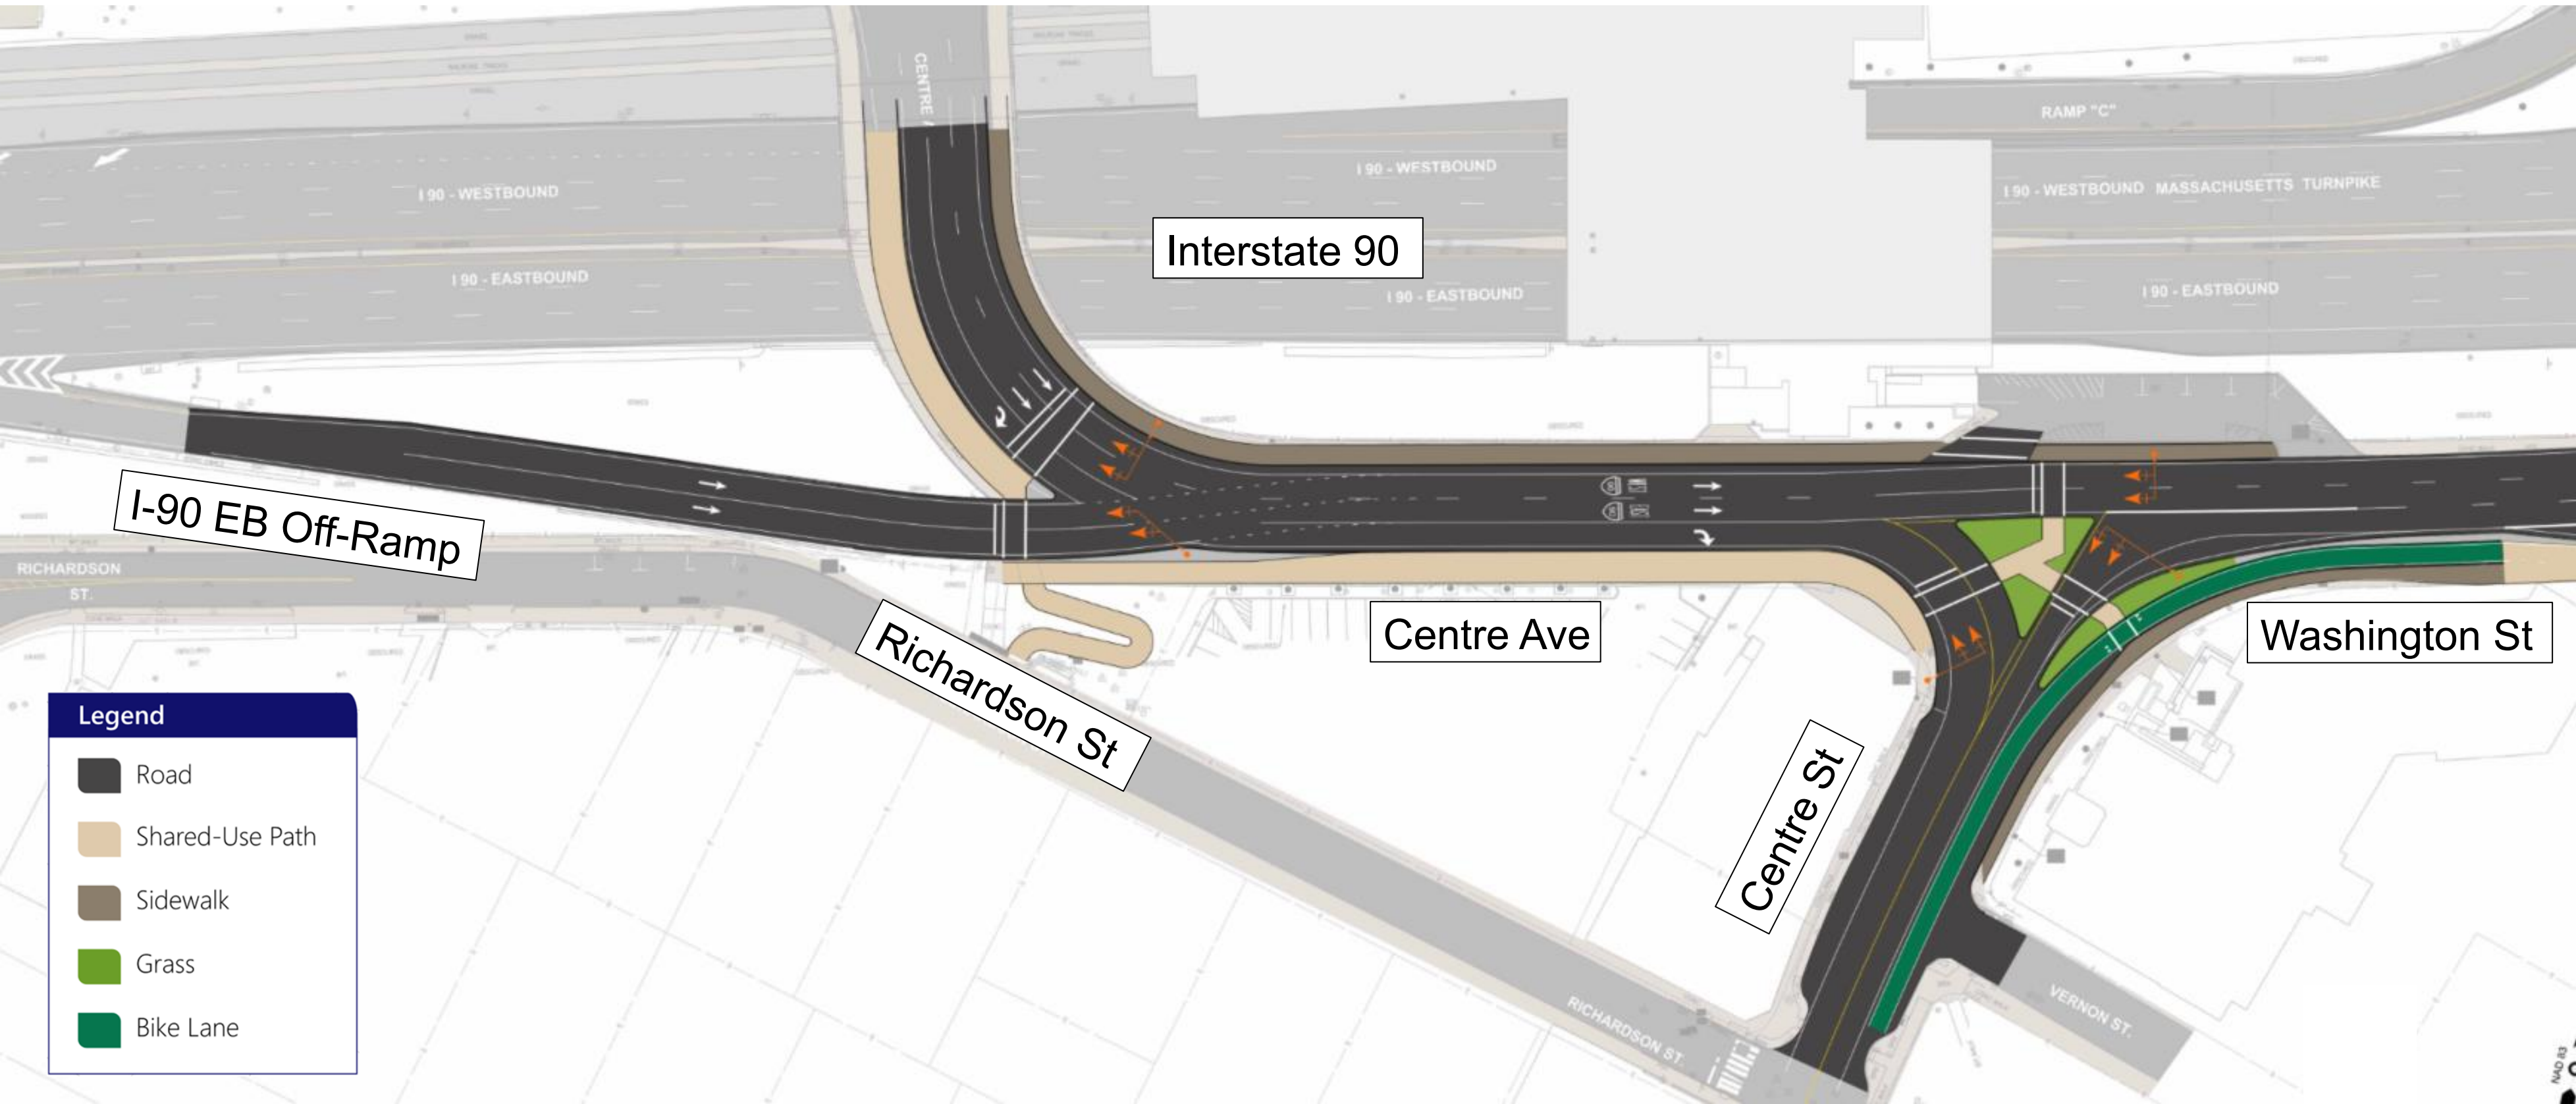 CENTRE A
RAMP "C"
I 90 - WESTBOUND
I 90 - WESTBOUND
I 90 - WESTBOUND MASSACHUSETTS TURNPIKE
Interstate 90
I 90 - EASTBOUND
I 90 - EASTBOUND
I 90 - EASTBOUND
I-90 EB Off-Ramp
RICHARDSON
ST.
Richardson St
Centre Ave
Washington St
Centre St
Legend
Road
Shared-Use Path
Sidewalk
Grass
Bike Lane
RICHARDSON ST.
VERNON ST.
NAD 83